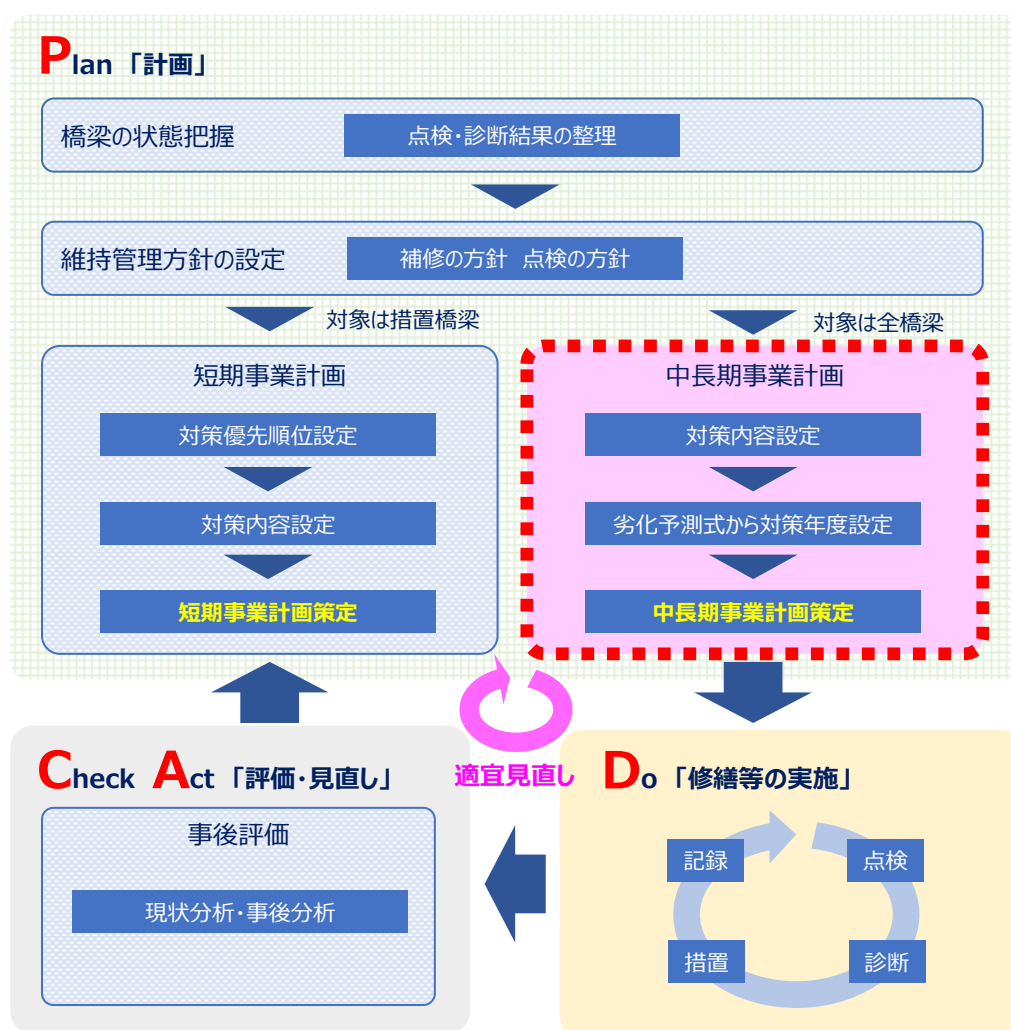 Plan「計画」
橋梁の状態把握
点検・診断結果の整理
維持管理方針の設定
補修の方針 点検の方針
対象は措置橋梁
対象は全橋梁
短期事業計画
対策優先順位設定
対策内容設定
短期事業計画策定
中長期事業計画
対策内容設定
劣化予測式から対策年度設定
中長期事業計画策定
適宜見直し
Check Act「評価・見直し」
事後評価
現状分析・事後分析
Do「修繕等の実施」
記録
点検
措置
診断